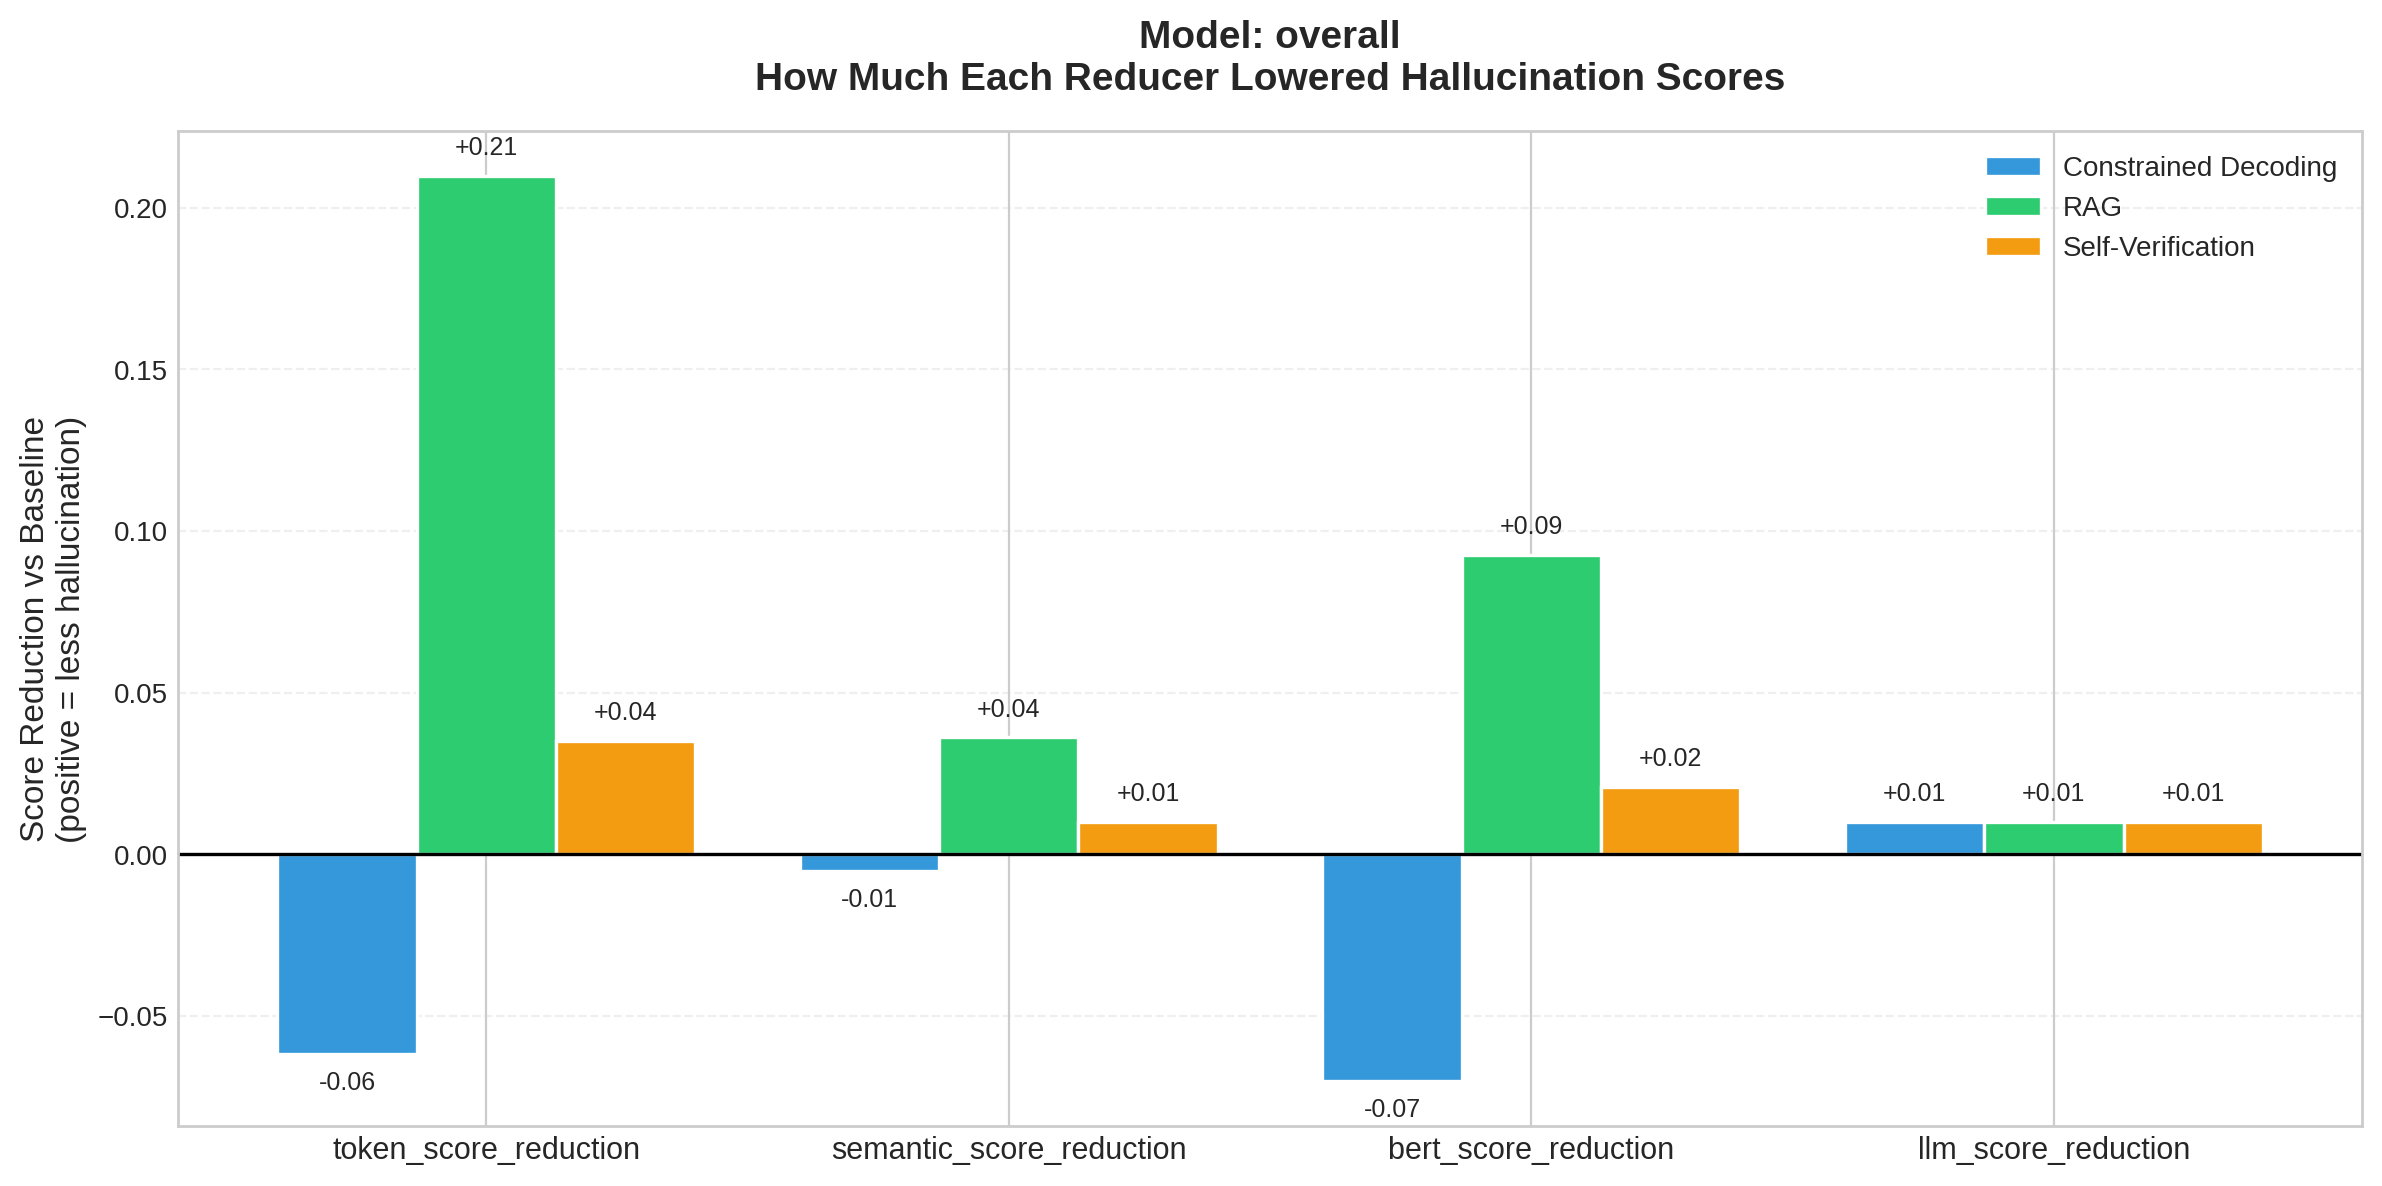 Model: overall
How Much Each Reducer Lowered Hallucination Scores
Score Reduction vs Baseline
(positive = less hallucination)
0.20
0.15
0.10
0.05
0.00
−0.05
+0.21
+0.04
-0.06
+0.04
+0.01
-0.01
+0.09
+0.02
-0.07
+0.01
+0.01
+0.01
Constrained Decoding
RAG
Self-Verification
token_score_reduction
semantic_score_reduction
bert_score_reduction
llm_score_reduction